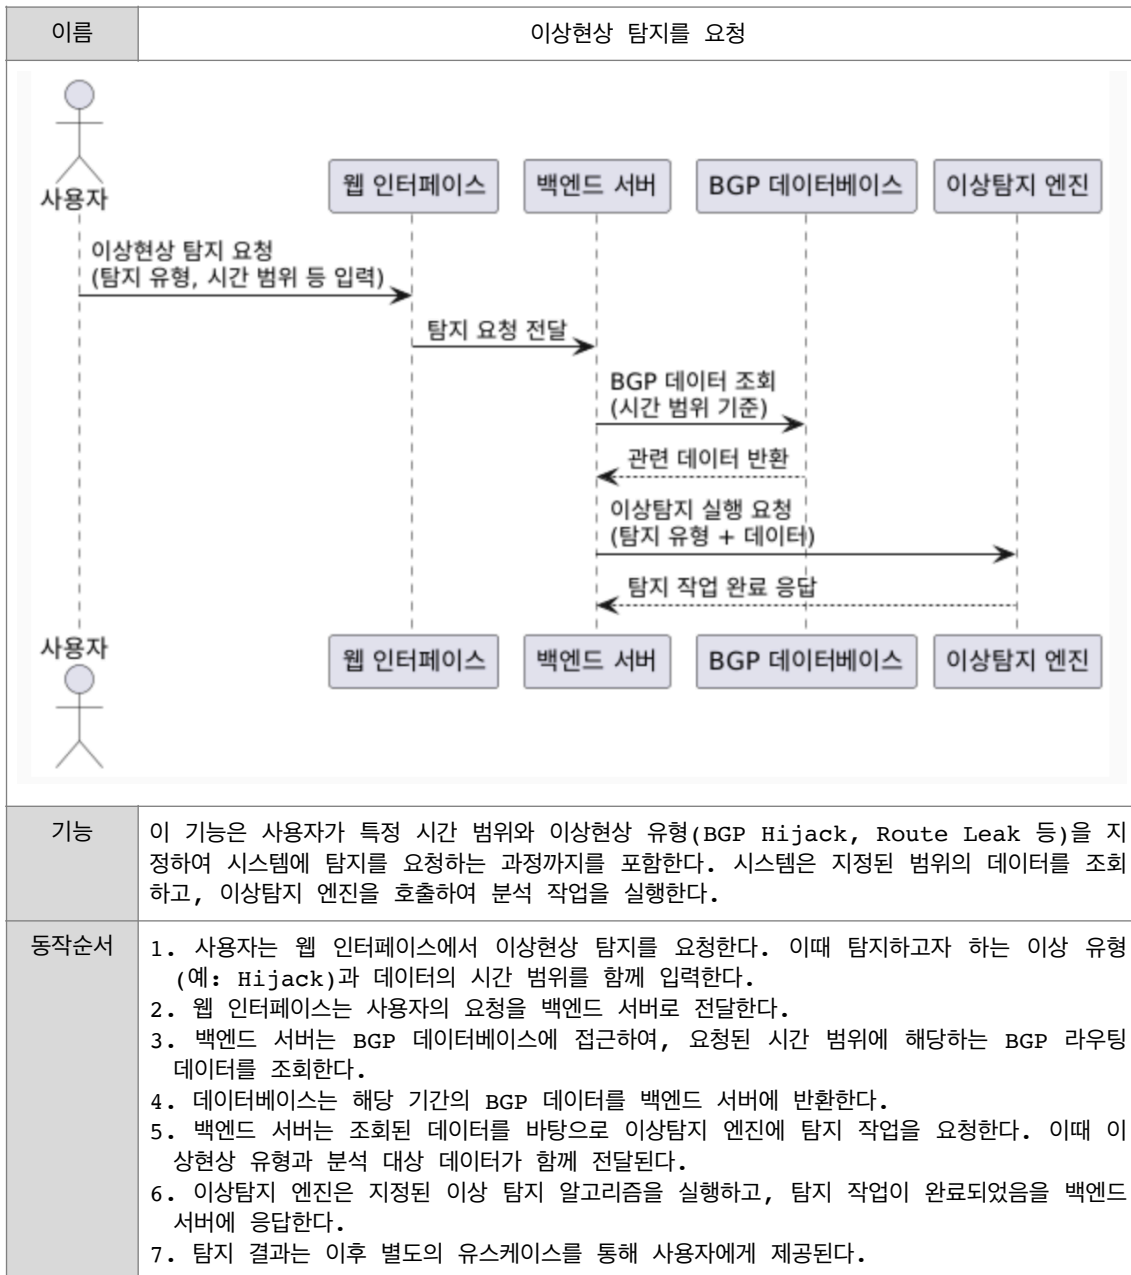 이름
이상현상 탐지를 요청
사용자
웹 인터페이스
백엔드 서버
BGP 데이터베이스
이상탐지 엔진
이상현상 탐지 요청
(탐지 유형, 시간 범위 등 입력)
탐지 요청 전달
BGP 데이터 조회
(시간 범위 기준)
관련 데이터 반환
이상탐지 실행 요청
(탐지 유형 + 데이터)
탐지 작업 완료 응답
사용자
웹 인터페이스
백엔드 서버
BGP 데이터베이스
이상탐지 엔진
기능
이 기능은 사용자가 특정 시간 범위와 이상현상 유형(BGP Hijack, Route Leak 등)을 지
정하여 시스템에 탐지를 요청하는 과정까지를 포함한다. 시스템은 지정된 범위의 데이터를 조회
하고, 이상탐지 엔진을 호출하여 분석 작업을 실행한다.
동작순서
1. 사용자는 웹 인터페이스에서 이상현상 탐지를 요청한다. 이때 탐지하고자 하는 이상 유형
(예: Hijack)과 데이터의 시간 범위를 함께 입력한다.
2. 웹 인터페이스는 사용자의 요청을 백엔드 서버로 전달한다.
3. 백엔드 서버는 BGP 데이터베이스에 접근하여, 요청된 시간 범위에 해당하는 BGP 라우팅
데이터를 조회한다.
4. 데이터베이스는 해당 기간의 BGP 데이터를 백엔드 서버에 반환한다.
5. 백엔드 서버는 조회된 데이터를 바탕으로 이상탐지 엔진에 탐지 작업을 요청한다. 이때 이
상현상 유형과 분석 대상 데이터가 함께 전달된다.
6. 이상탐지 엔진은 지정된 이상 탐지 알고리즘을 실행하고, 탐지 작업이 완료되었음을 백엔드
서버에 응답한다.
7. 탐지 결과는 이후 별도의 유스케이스를 통해 사용자에게 제공된다.